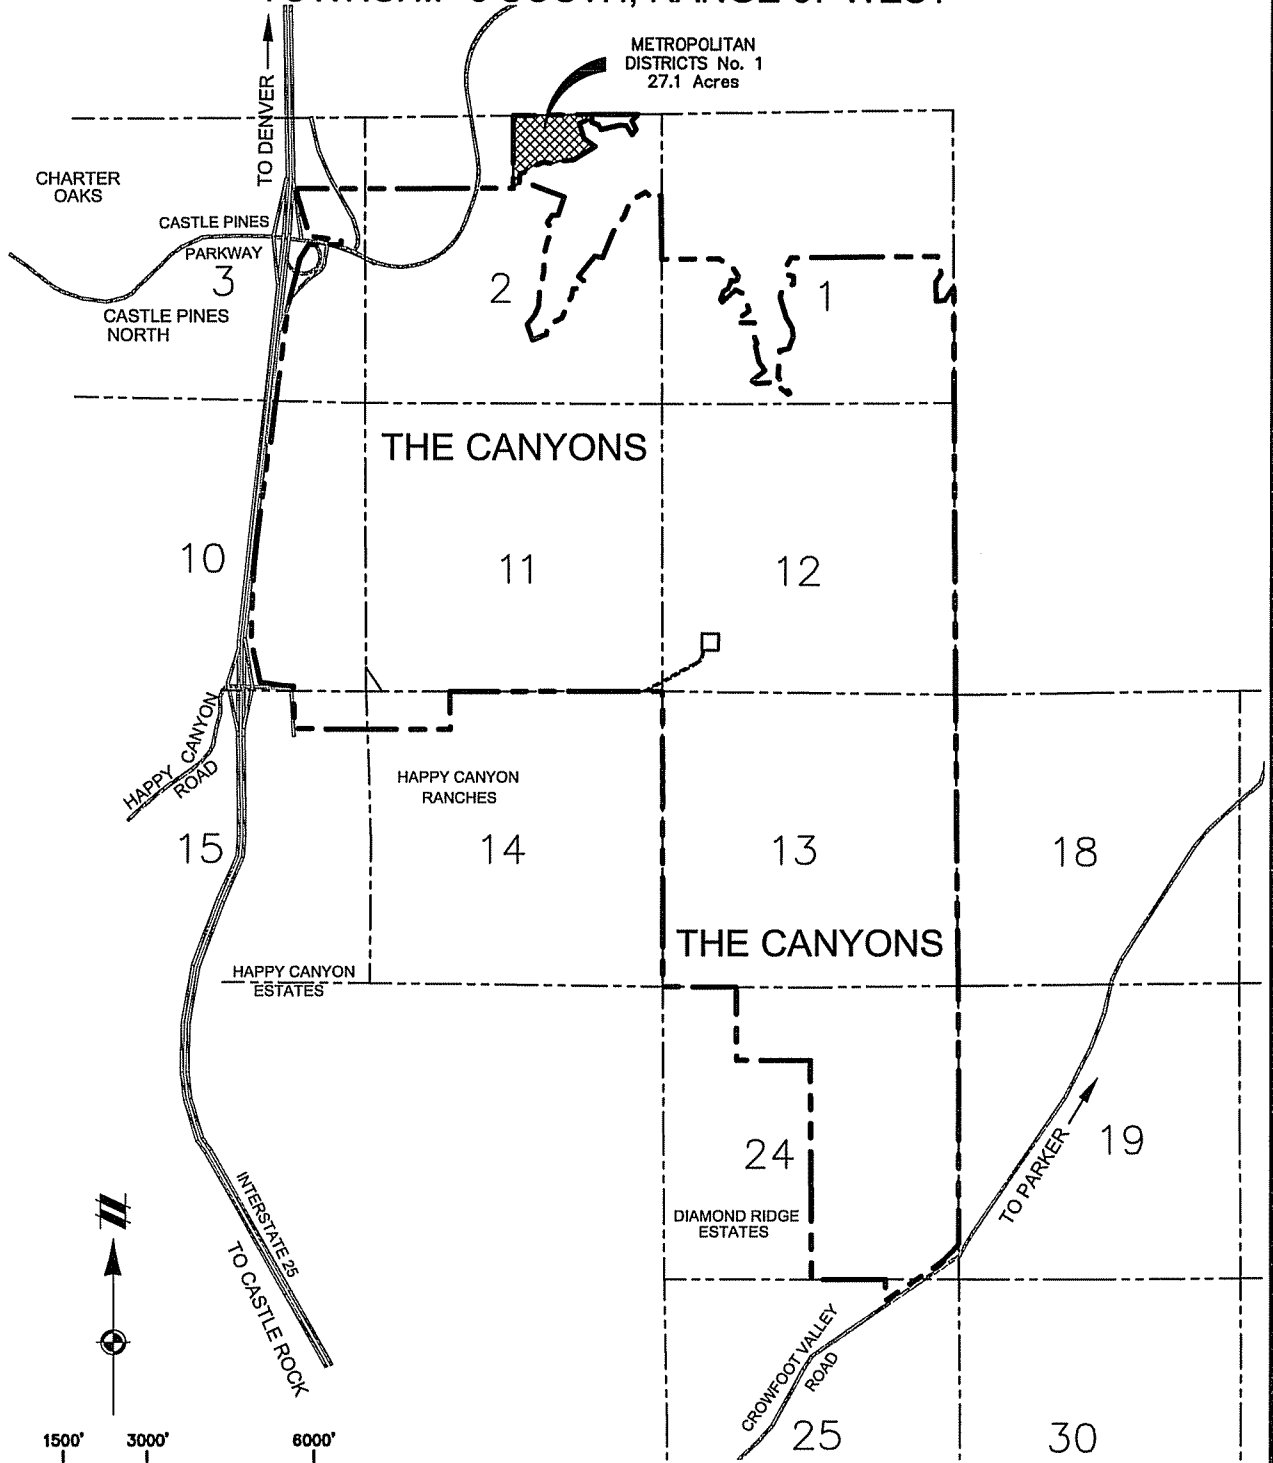 SOUTH, RANGE 67 WEST
METROPOLITAN
DISTRICTS No. 1
27.1 Acres
TO DENVER
CHARTER
OAKS
CASTLE PINES
PARKWAY
3
2
1
CASTLE PINES
NORTH
THE CANYONS
10
11
12
HAPPY CANYON
ROAD
HAPPY CANYON
RANCHES
15
14
13
18
THE CANYONS
HAPPY CANYON
ESTATES
24
19
TO PARKER
DIAMOND RIDGE
ESTATES
INTERSTATE 25
TO CASTLE ROCK
CROWFOOT VALLEY
ROAD
25
30
1500' 3000' 6000'